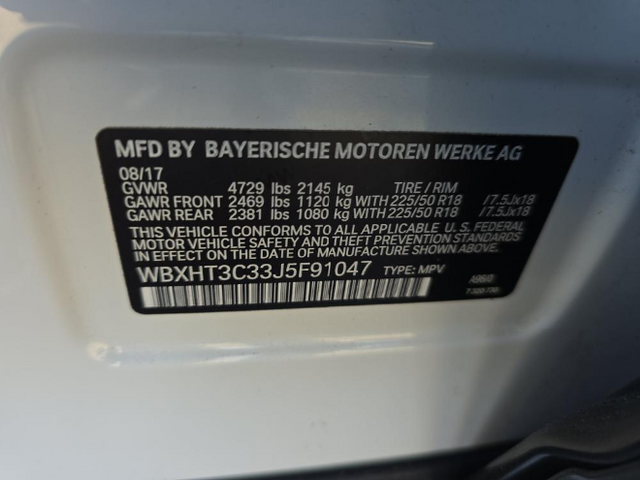 MFD BY BAYERISCHE MOTOREN WERKE AG
08/17
GVWR 4729 lbs 2145 kg TIRE / RIM
GAWR FRONT 2469 lbs 1120 kg WITH 225/50 R18 /7.5Jx18
GAWR REAR 2381 lbs 1080 kg WITH 225/50 R18 /7.5Jx18
THIS VEHICLE CONFORMS TO ALL APPLICABLE U.S. FEDERAL
MOTOR VEHICLE SAFETY AND THEFT PREVENTION STANDARDS
IN EFFECT ON THE DATE OF MANUFACTURE SHOWN ABOVE.
WBXHT3C33J5F91047 TYPE: MPV